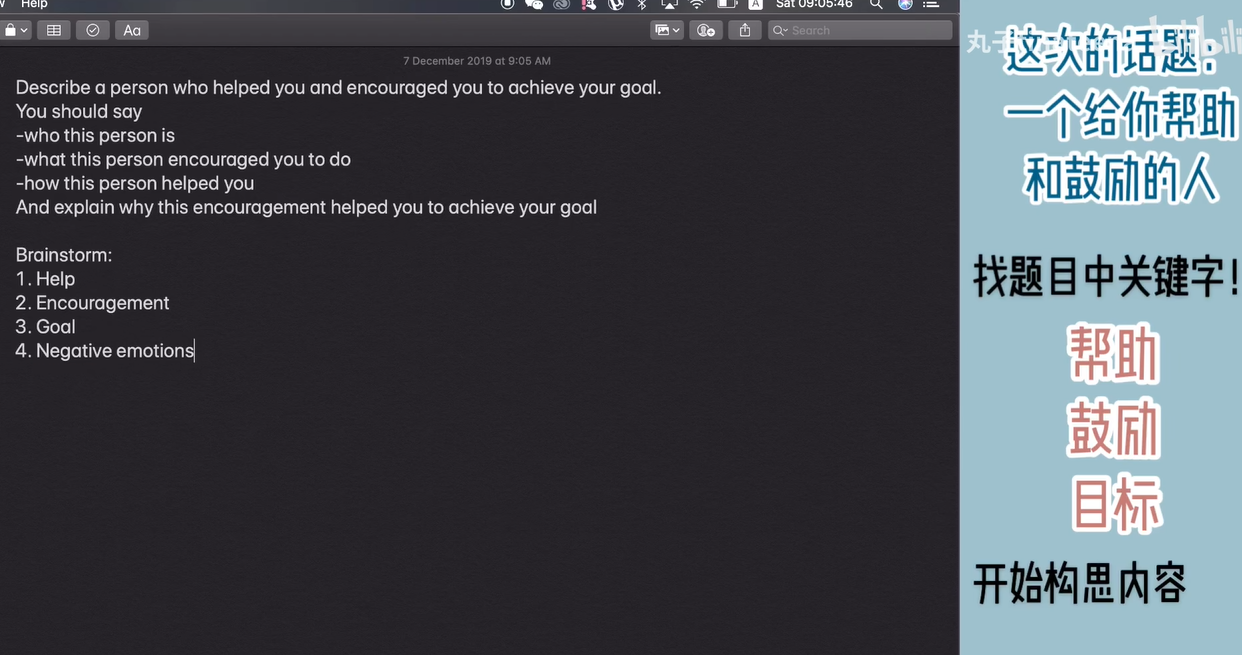 Help
Sat 09:05:46
Aa
Search
7 December 2019 at 9:05 AM
Describe a person who helped you and encouraged you to achieve your goal.
You should say
-who this person is
-what this person encouraged you to do
-how this person helped you
And explain why this encouragement helped you to achieve your goal
Brainstorm:
1. Help
2. Encouragement
3. Goal
4. Negative emotions
这次的话题:
一个给你帮助
和鼓励的人
找题目中关键字!
帮助
鼓励
目标
开始构思内容